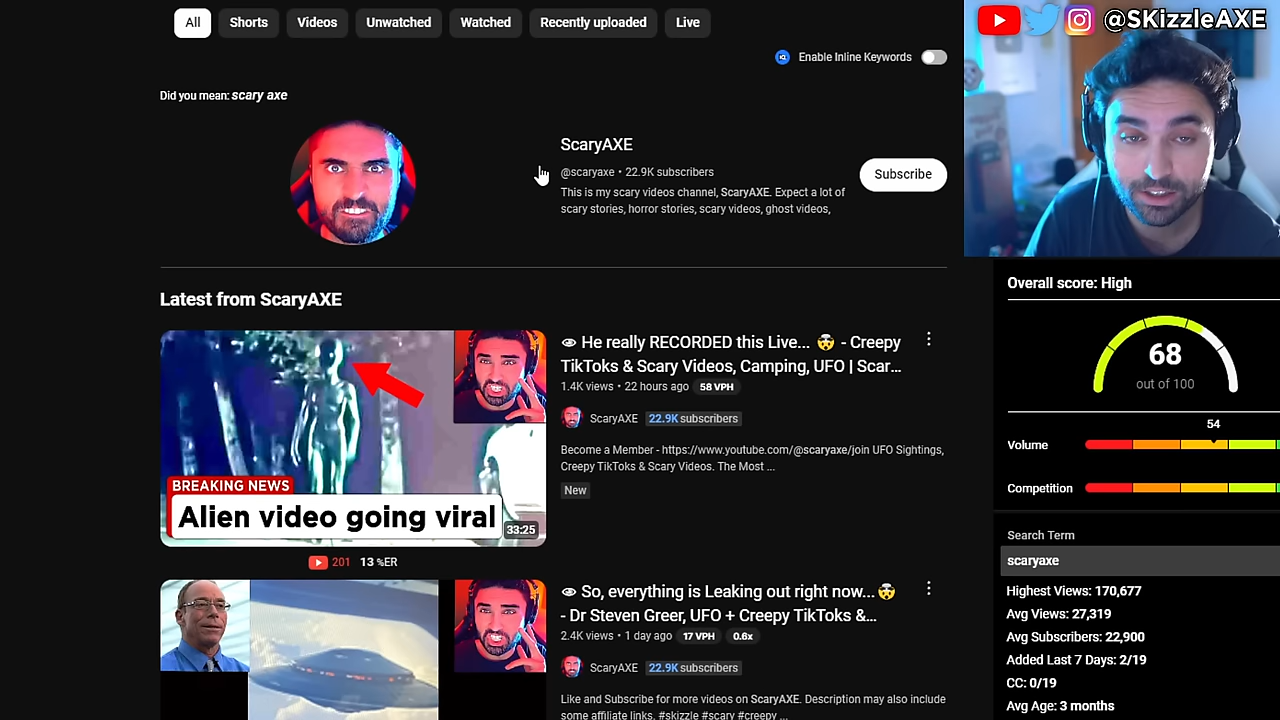 All
Shorts
Videos
Unwatched
Watched
Recently uploaded
Live
@SKizzleAXE
Enable Inline Keywords
Did you mean: scary axe
ScaryAXE
@scaryaxe • 22.9K subscribers
This is my scary videos channel, ScaryAXE. Expect a lot of
scary stories, horror stories, scary videos, ghost videos,
Subscribe
Latest from ScaryAXE
He really RECORDED this Live... 🤯 - Creepy
TikToks & Scary Videos, Camping, UFO | Scar...
1.4K views • 22 hours ago 58 VPH
ScaryAXE 22.9K subscribers
Become a Member - https://www.youtube.com/@scaryaxe/join UFO Sightings,
Creepy TikToks & Scary Videos. The Most ...
New
BREAKING NEWS
Alien video going viral
33:25
201 13 %ER
So, everything is Leaking out right now... 🤯
- Dr Steven Greer, UFO + Creepy TikToks &...
2.4K views • 1 day ago 17 VPH 0.6x
ScaryAXE 22.9K subscribers
Like and Subscribe for more videos on ScaryAXE. Description may also include
some affiliate links. #skizzle #scary #creepy ...
Overall score: High
68
out of 100
54
Volume
Competition
Search Term
scaryaxe
Highest Views: 170,677
Avg Views: 27,319
Avg Subscribers: 22,900
Added Last 7 Days: 2/19
CC: 0/19
Avg Age: 3 months